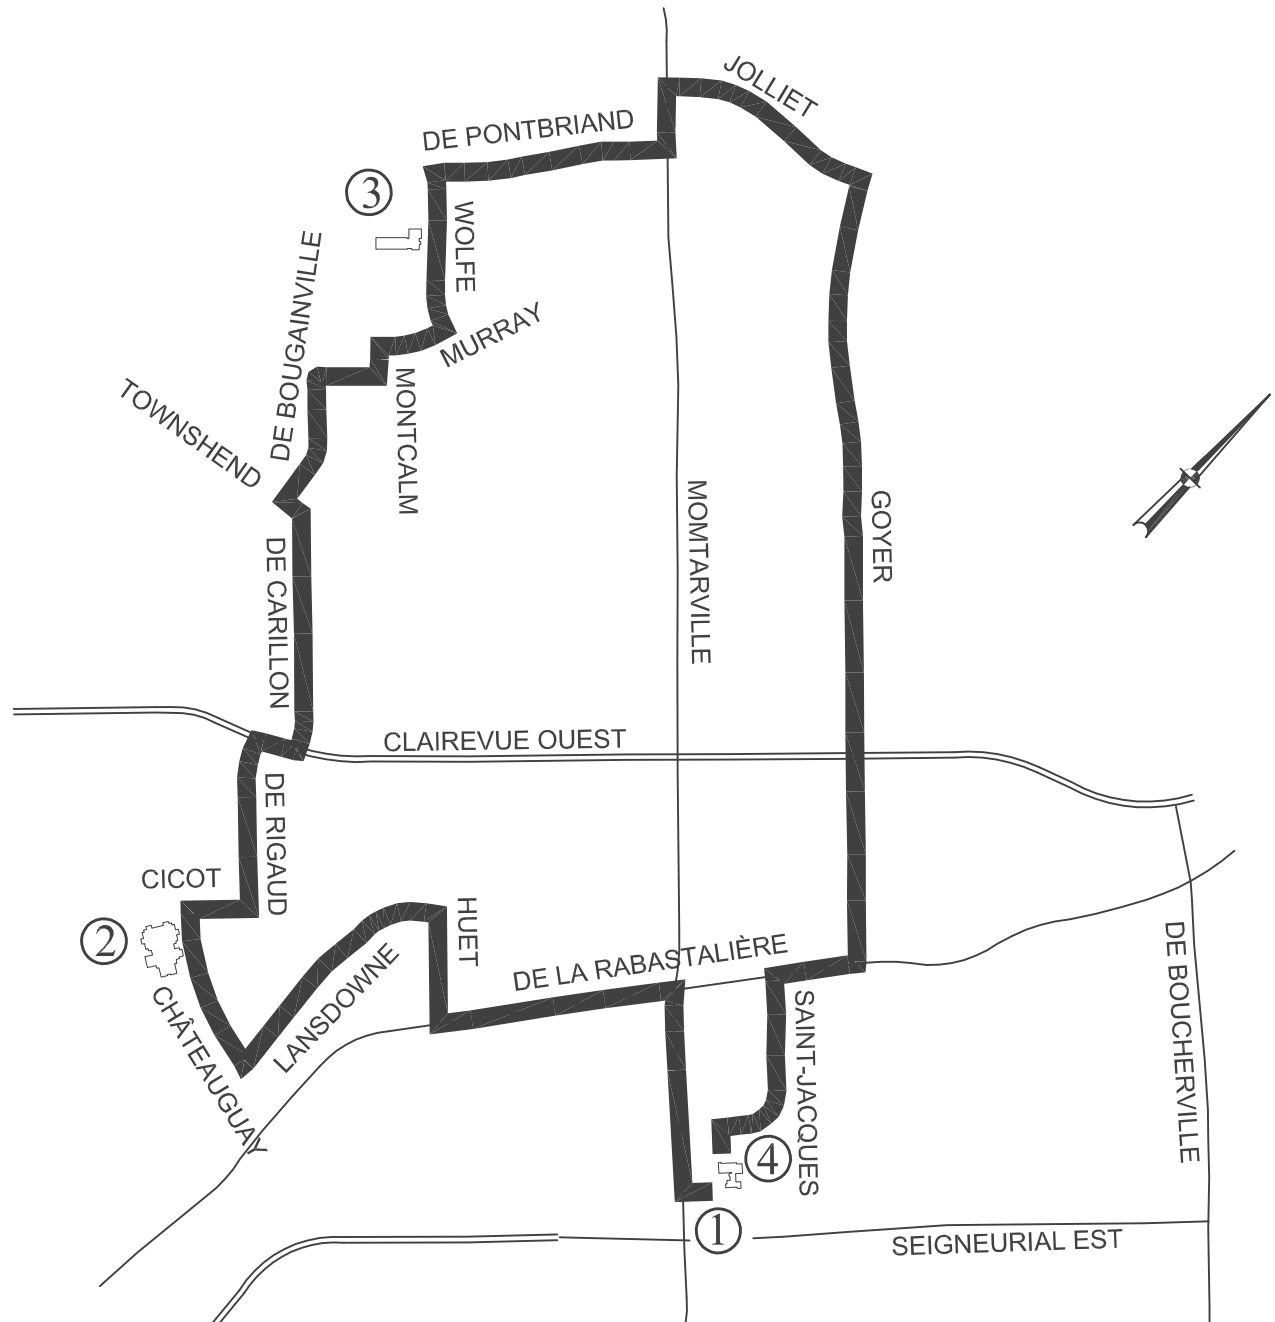 JOLLIET
DE PONTBRIAND
3
WOLFE
DE BOUGAINVILLE
MURRAY
TOWNSHEND
MONTCALM
MOMTARVILLE
GOYER
DE CARILLON
CLAIREVUE OUEST
DE RIGAUD
CICOT
HUET
2
DE LA RABASTALIÈRE
LANSDOWNE
CHÂTEAUGUAY
SAINT-JACQUES
DE BOUCHERVILLE
4
1
SEIGNEURIAL EST